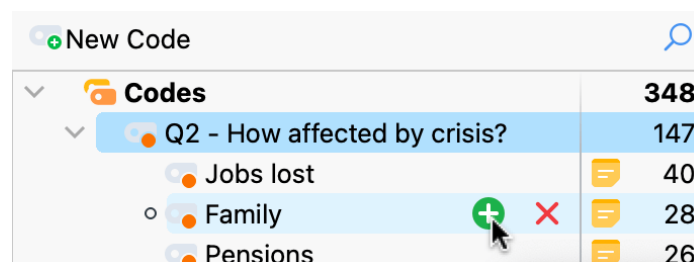 New Code
Codes 348
Q2 - How affected by crisis? 147
Jobs lost 40
Family 28
Pensions 26